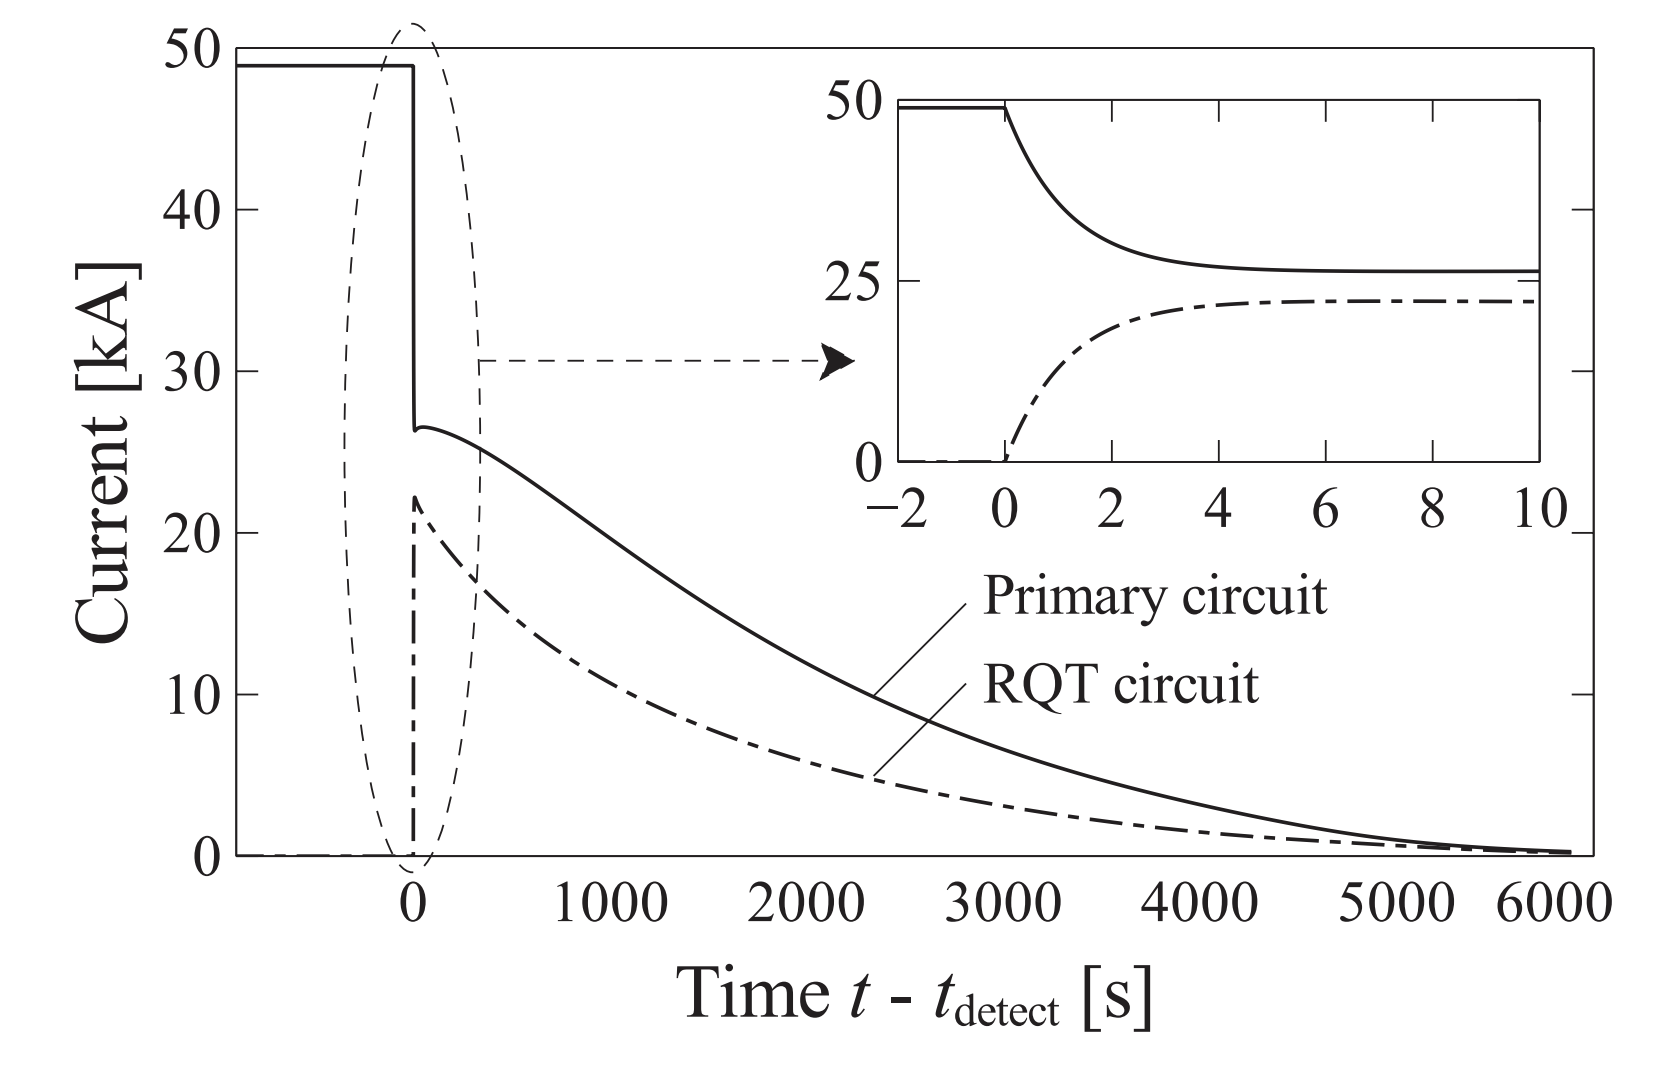 50
40
30
20
10
0
Current [kA]
50
25
0
−2 0 2 4 6 8 10
Primary circuit
RQT circuit
0 1000 2000 3000 4000 5000 6000
Time t - tdetect [s]